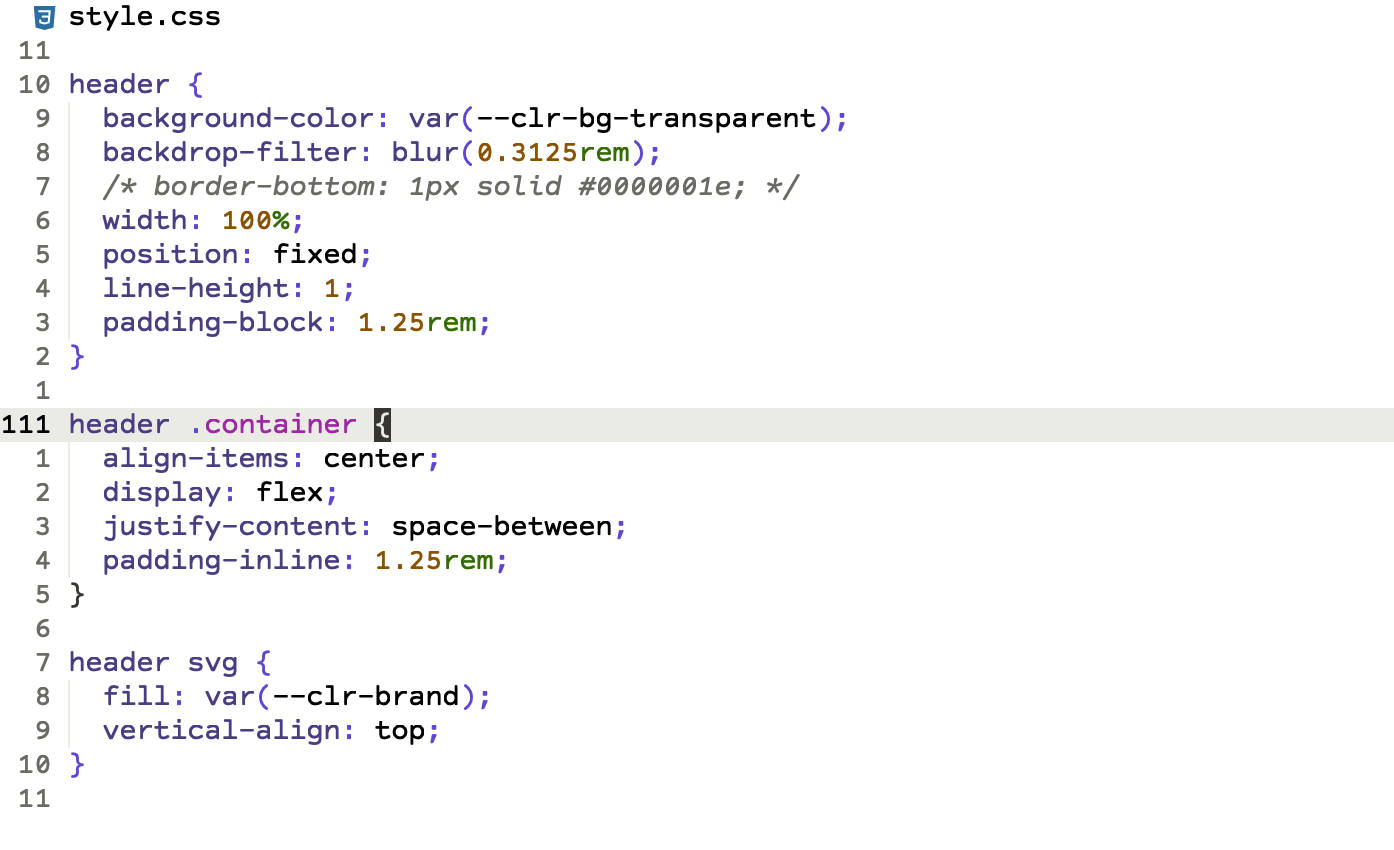 style.css
11
10 header {
9   background-color: var(--clr-bg-transparent);
8   backdrop-filter: blur(0.3125rem);
7   /* border-bottom: 1px solid #0000001e; */
6   width: 100%;
5   position: fixed;
4   line-height: 1;
3   padding-block: 1.25rem;
2 }
1
111 header .container {
1   align-items: center;
2   display: flex;
3   justify-content: space-between;
4   padding-inline: 1.25rem;
5 }
6
7 header svg {
8   fill: var(--clr-brand);
9   vertical-align: top;
10 }
11